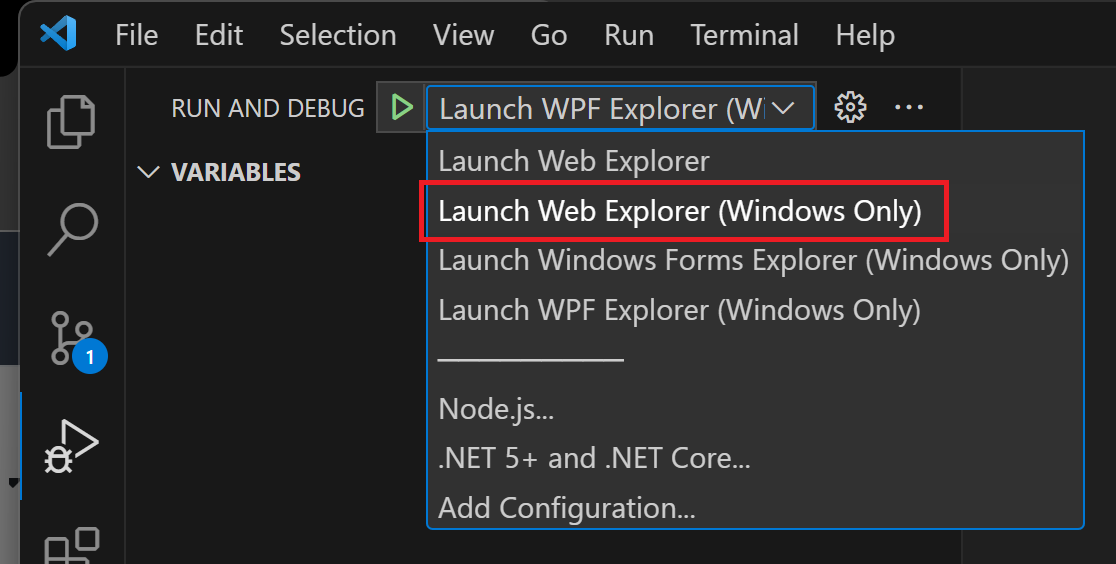 File Edit Selection View Go Run Terminal Help
RUN AND DEBUG Launch WPF Explorer (Wi
VARIABLES
Launch Web Explorer
Launch Web Explorer (Windows Only)
Launch Windows Forms Explorer (Windows Only)
Launch WPF Explorer (Windows Only)
1
Node.js...
.NET 5+ and .NET Core...
Add Configuration...